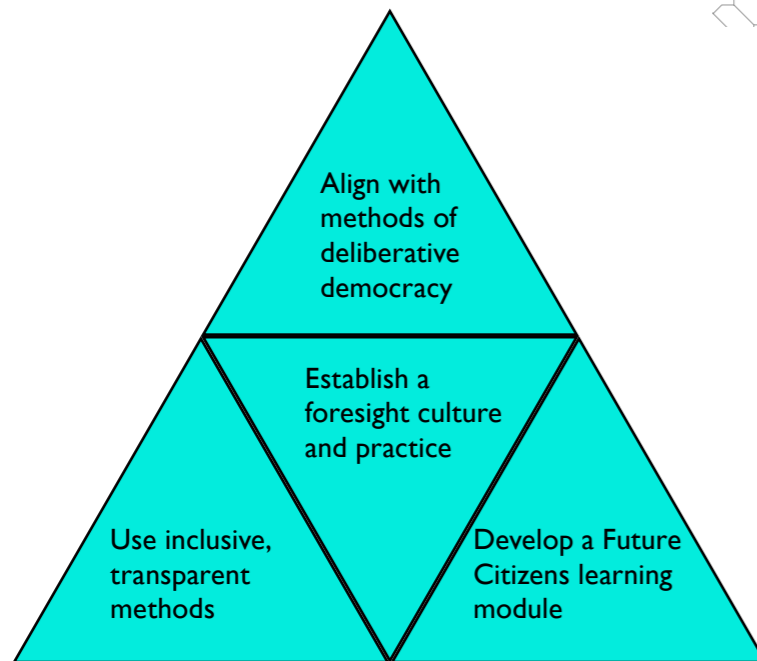 Align with
methods of
deliberative
democracy
Establish a
foresight culture
and practice
Use inclusive,
transparent
methods
Develop a Future
Citizens learning
module